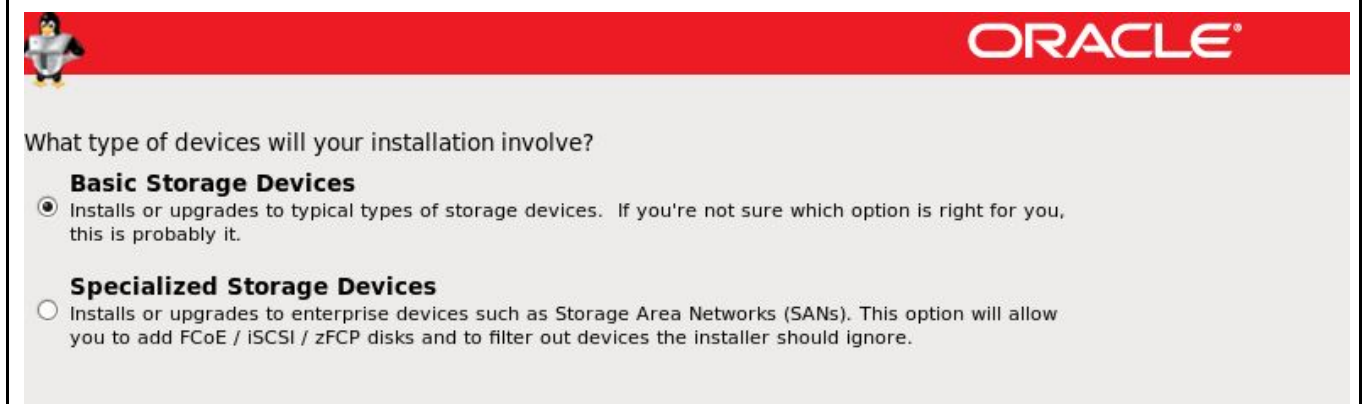 ORACLE®
What type of devices will your installation involve?
Basic Storage Devices
Installs or upgrades to typical types of storage devices.  If you're not sure which option is right for you,
this is probably it.
Specialized Storage Devices
Installs or upgrades to enterprise devices such as Storage Area Networks (SANs). This option will allow
you to add FCoE / iSCSI / zFCP disks and to filter out devices the installer should ignore.